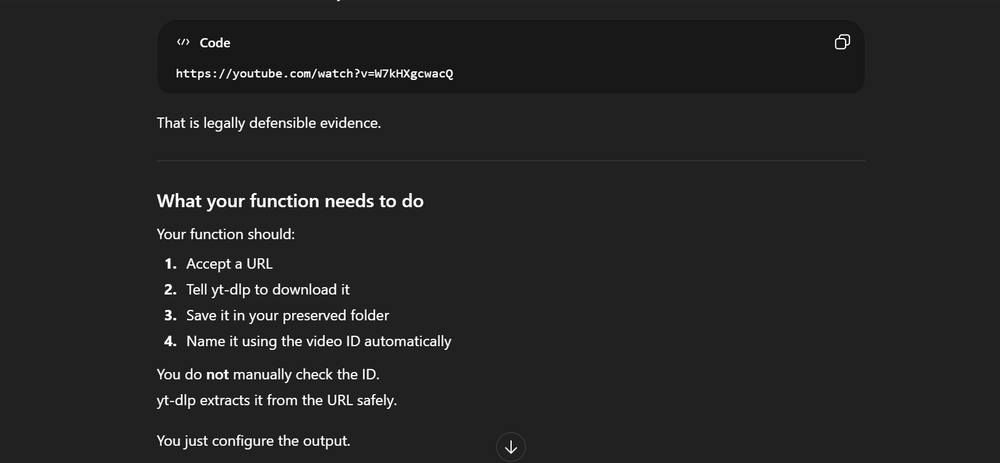 Code
https://youtube.com/watch?v=W7kHXgcwacQ
That is legally defensible evidence.
What your function needs to do
Your function should:
1. Accept a URL
2. Tell yt-dlp to download it
3. Save it in your preserved folder
4. Name it using the video ID automatically
You do not manually check the ID.
yt-dlp extracts it from the URL safely.
You just configure the output.